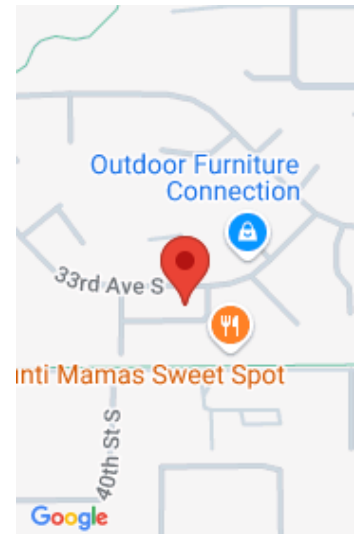 Outdoor Furniture
Connection
33rd Ave S
nti Mamas Sweet Spot
40th St S
Google